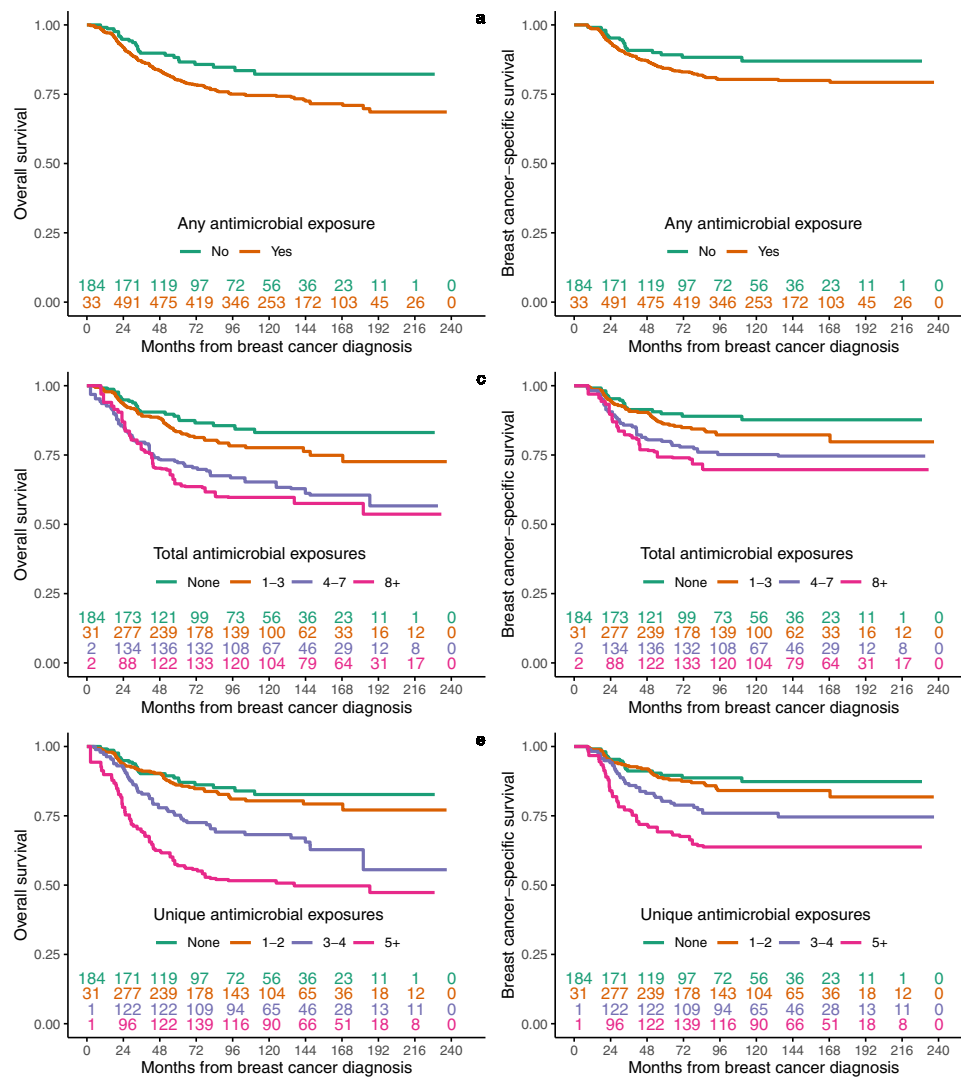 a
1.00
0.75
0.50
0.25
0.00
Overall survival
Any antimicrobial exposure
No Yes
184 171 119 97 72 56 36 23 11 1 0
33 491 475 419 346 253 172 103 45 26 0
0 24 48 72 96 120 144 168 192 216 240
Months from breast cancer diagnosis
1.00
0.75
0.50
0.25
0.00
Breast cancer−specific survival
Any antimicrobial exposure
No Yes
184 171 119 97 72 56 36 23 11 1 0
33 491 475 419 346 253 172 103 45 26 0
0 24 48 72 96 120 144 168 192 216 240
Months from breast cancer diagnosis
c
1.00
0.75
0.50
0.25
0.00
Overall survival
Total antimicrobial exposures
None 1−3 4−7 8+
184 173 121 99 73 56 36 23 11 1 0
31 277 239 178 139 100 62 33 16 12 0
2 134 136 132 108 67 46 29 12 8 0
2 88 122 133 120 104 79 64 31 17 0
0 24 48 72 96 120 144 168 192 216 240
Months from breast cancer diagnosis
1.00
0.75
0.50
0.25
0.00
Breast cancer−specific survival
Total antimicrobial exposures
None 1−3 4−7 8+
184 173 121 99 73 56 36 23 11 1 0
31 277 239 178 139 100 62 33 16 12 0
2 134 136 132 108 67 46 29 12 8 0
2 88 122 133 120 104 79 64 31 17 0
0 24 48 72 96 120 144 168 192 216 240
Months from breast cancer diagnosis
e
1.00
0.75
0.50
0.25
0.00
Overall survival
Unique antimicrobial exposures
None 1−2 3−4 5+
184 171 119 97 72 56 36 23 11 1 0
31 277 239 178 143 104 65 36 18 12 0
1 122 122 109 94 65 46 28 13 11 0
1 96 122 139 116 90 66 51 18 8 0
0 24 48 72 96 120 144 168 192 216 240
Months from breast cancer diagnosis
1.00
0.75
0.50
0.25
0.00
Breast cancer−specific survival
Unique antimicrobial exposures
None 1−2 3−4 5+
184 171 119 97 72 56 36 23 11 1 0
31 277 239 178 143 104 65 36 18 12 0
1 122 122 109 94 65 46 28 13 11 0
1 96 122 139 116 90 66 51 18 8 0
0 24 48 72 96 120 144 168 192 216 240
Months from breast cancer diagnosis